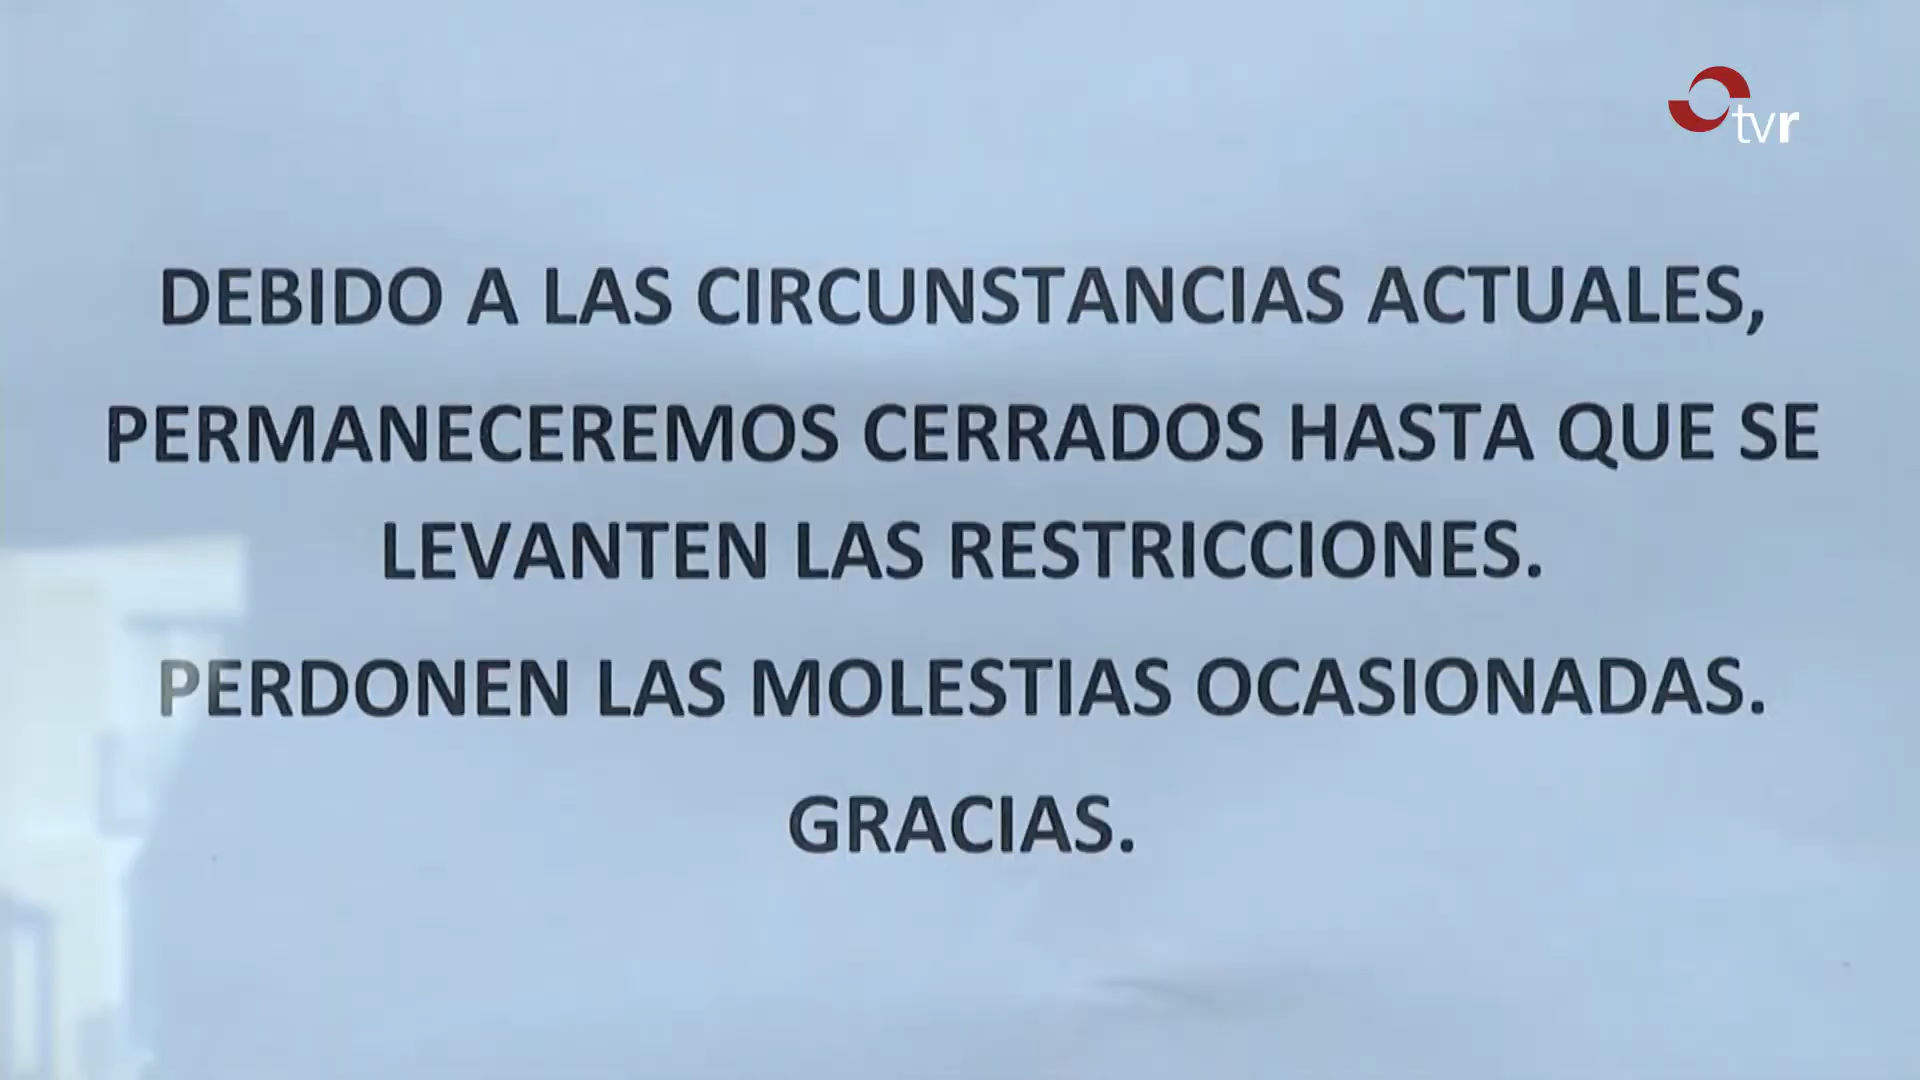 tvr
DEBIDO A LAS CIRCUNSTANCIAS ACTUALES,
PERMANECEREMOS CERRADOS HASTA QUE SE
LEVANTEN LAS RESTRICCIONES.
PERDONEN LAS MOLESTIAS OCASIONADAS.
GRACIAS.